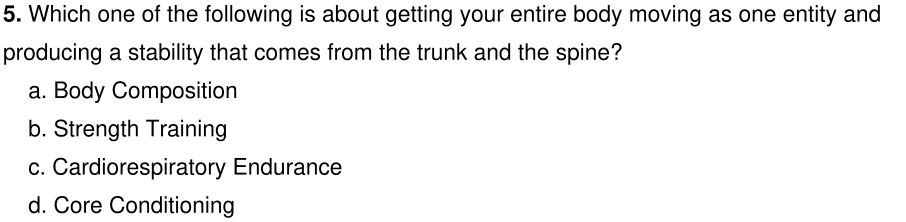 5. Which one of the following is about getting your entire body moving as one entity and
producing a stability that comes from the trunk and the spine?
a. Body Composition
b. Strength Training
c. Cardiorespiratory Endurance
d. Core Conditioning